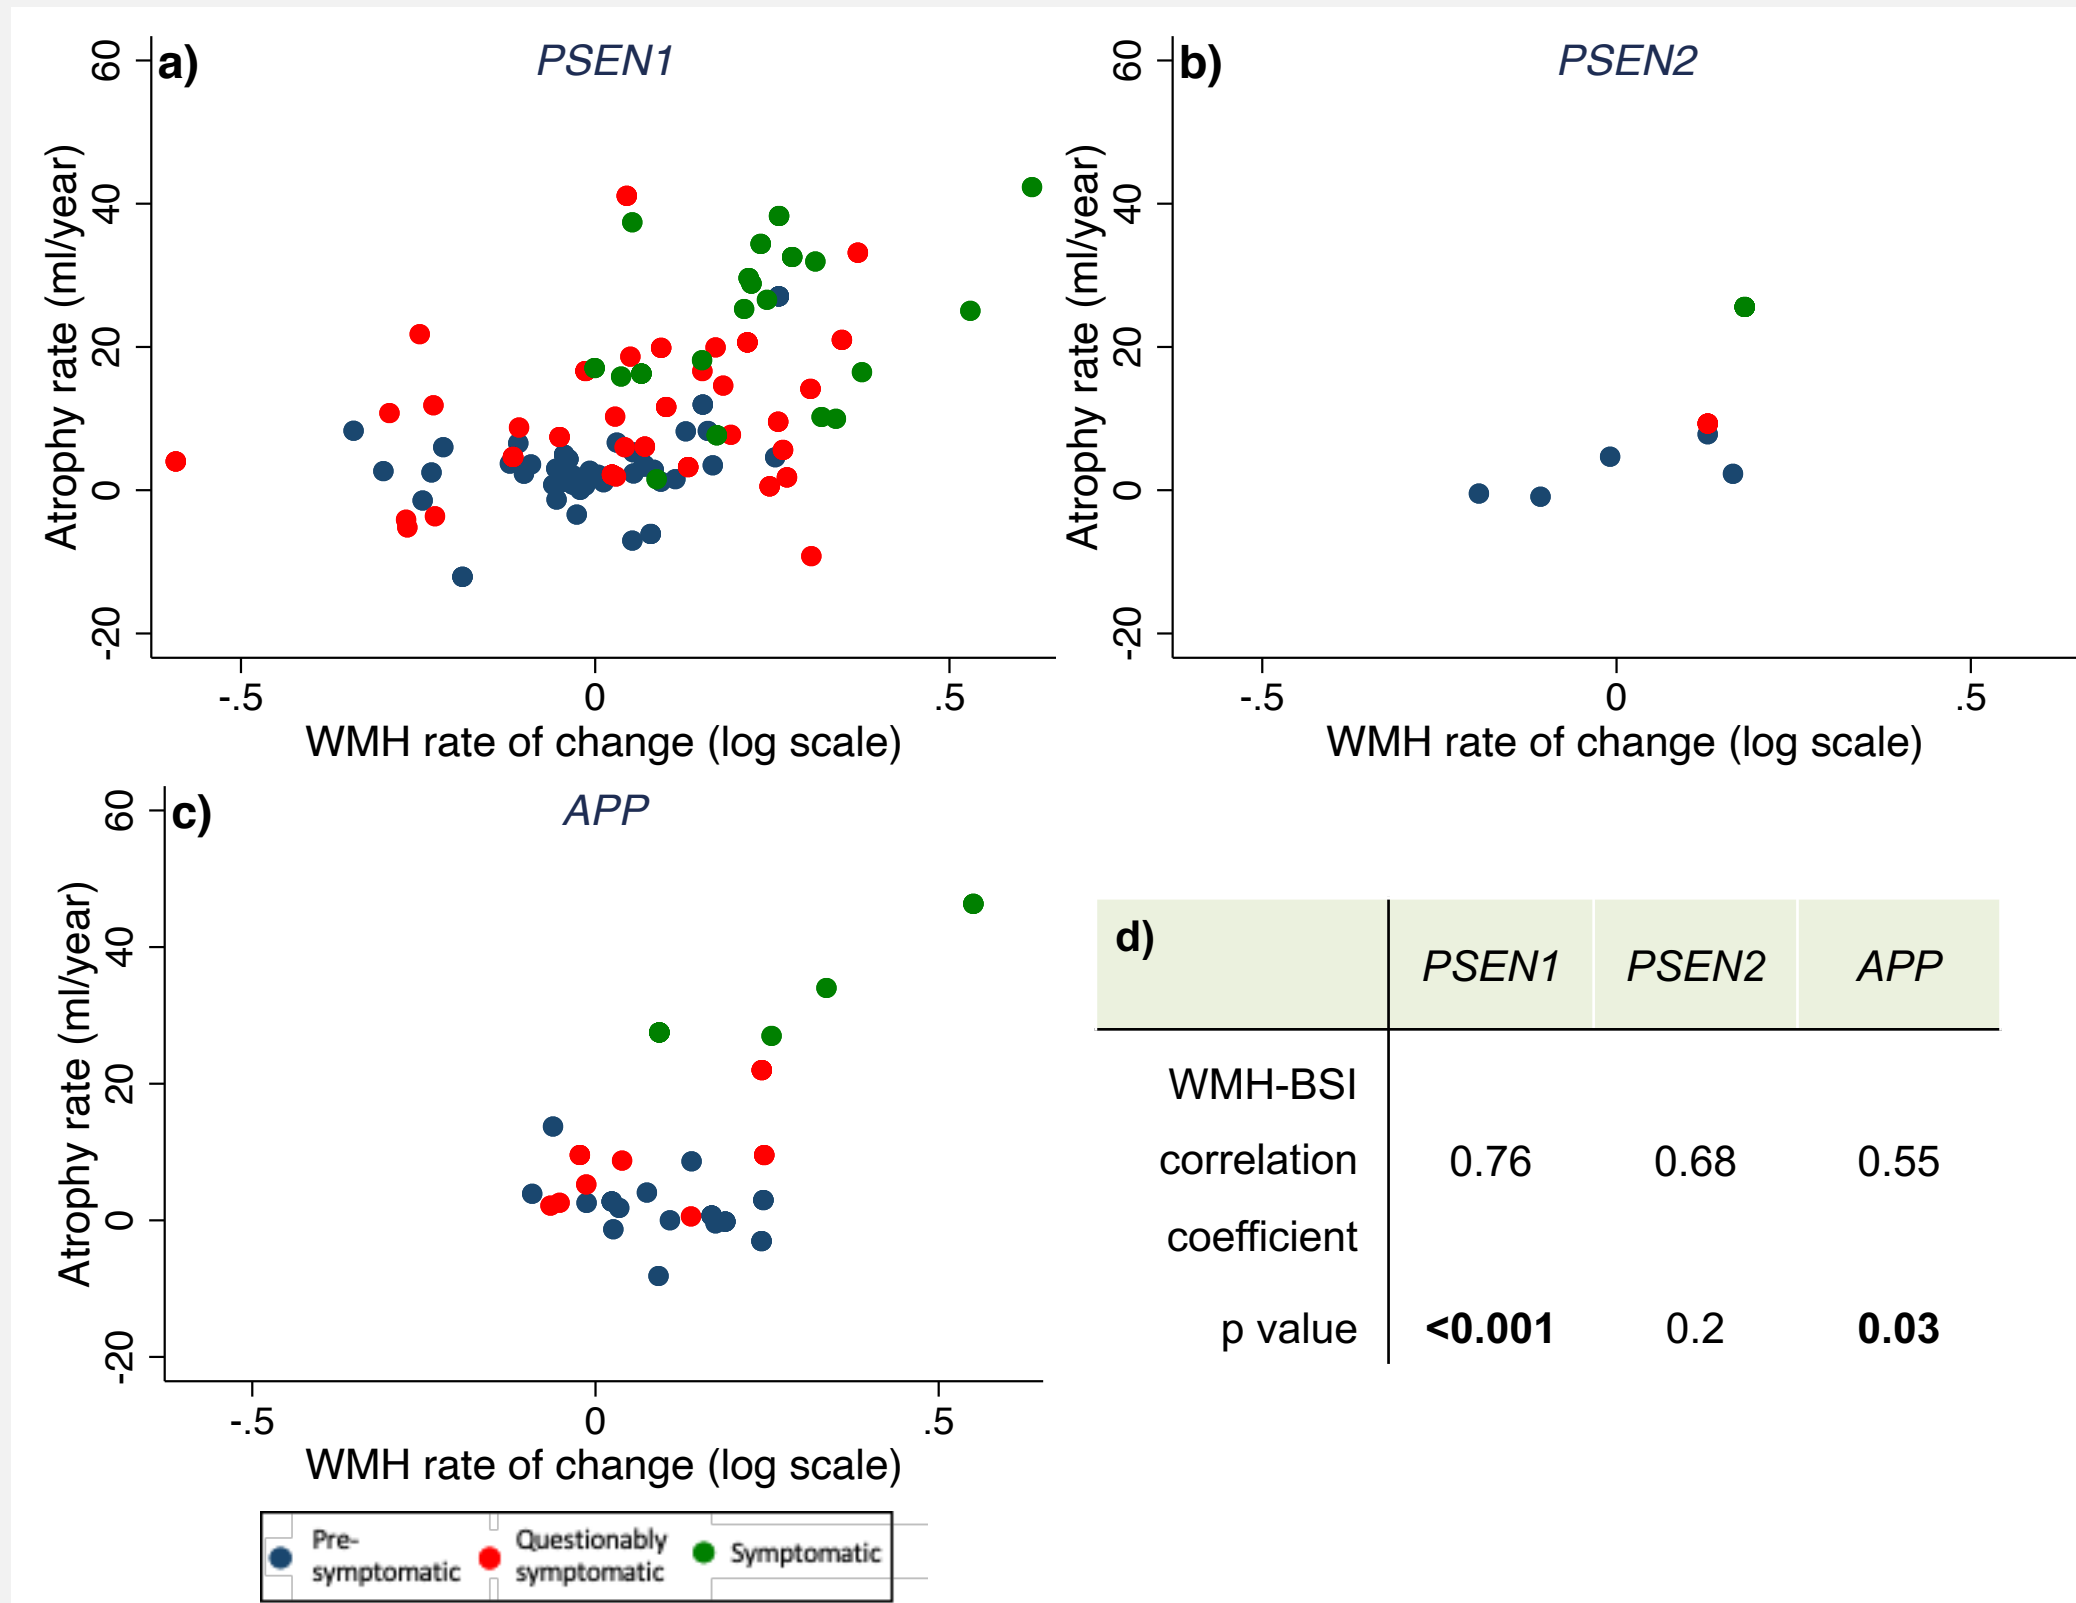 a)
PSEN1
60
40
20
0
-20
Atrophy rate (ml/year)
-.5
0
.5
WMH rate of change (log scale)
b)
PSEN2
60
40
20
0
-20
Atrophy rate (ml/year)
-.5
0
.5
WMH rate of change (log scale)
c)
APP
60
40
20
0
-20
Atrophy rate (ml/year)
-.5
0
.5
WMH rate of change (log scale)
d)
PSEN1 PSEN2 APP
WMH-BSI
correlation 0.76 0.68 0.55
coefficient
p value <0.001 0.2 0.03
Pre-
symptomatic
Questionably
symptomatic
Symptomatic